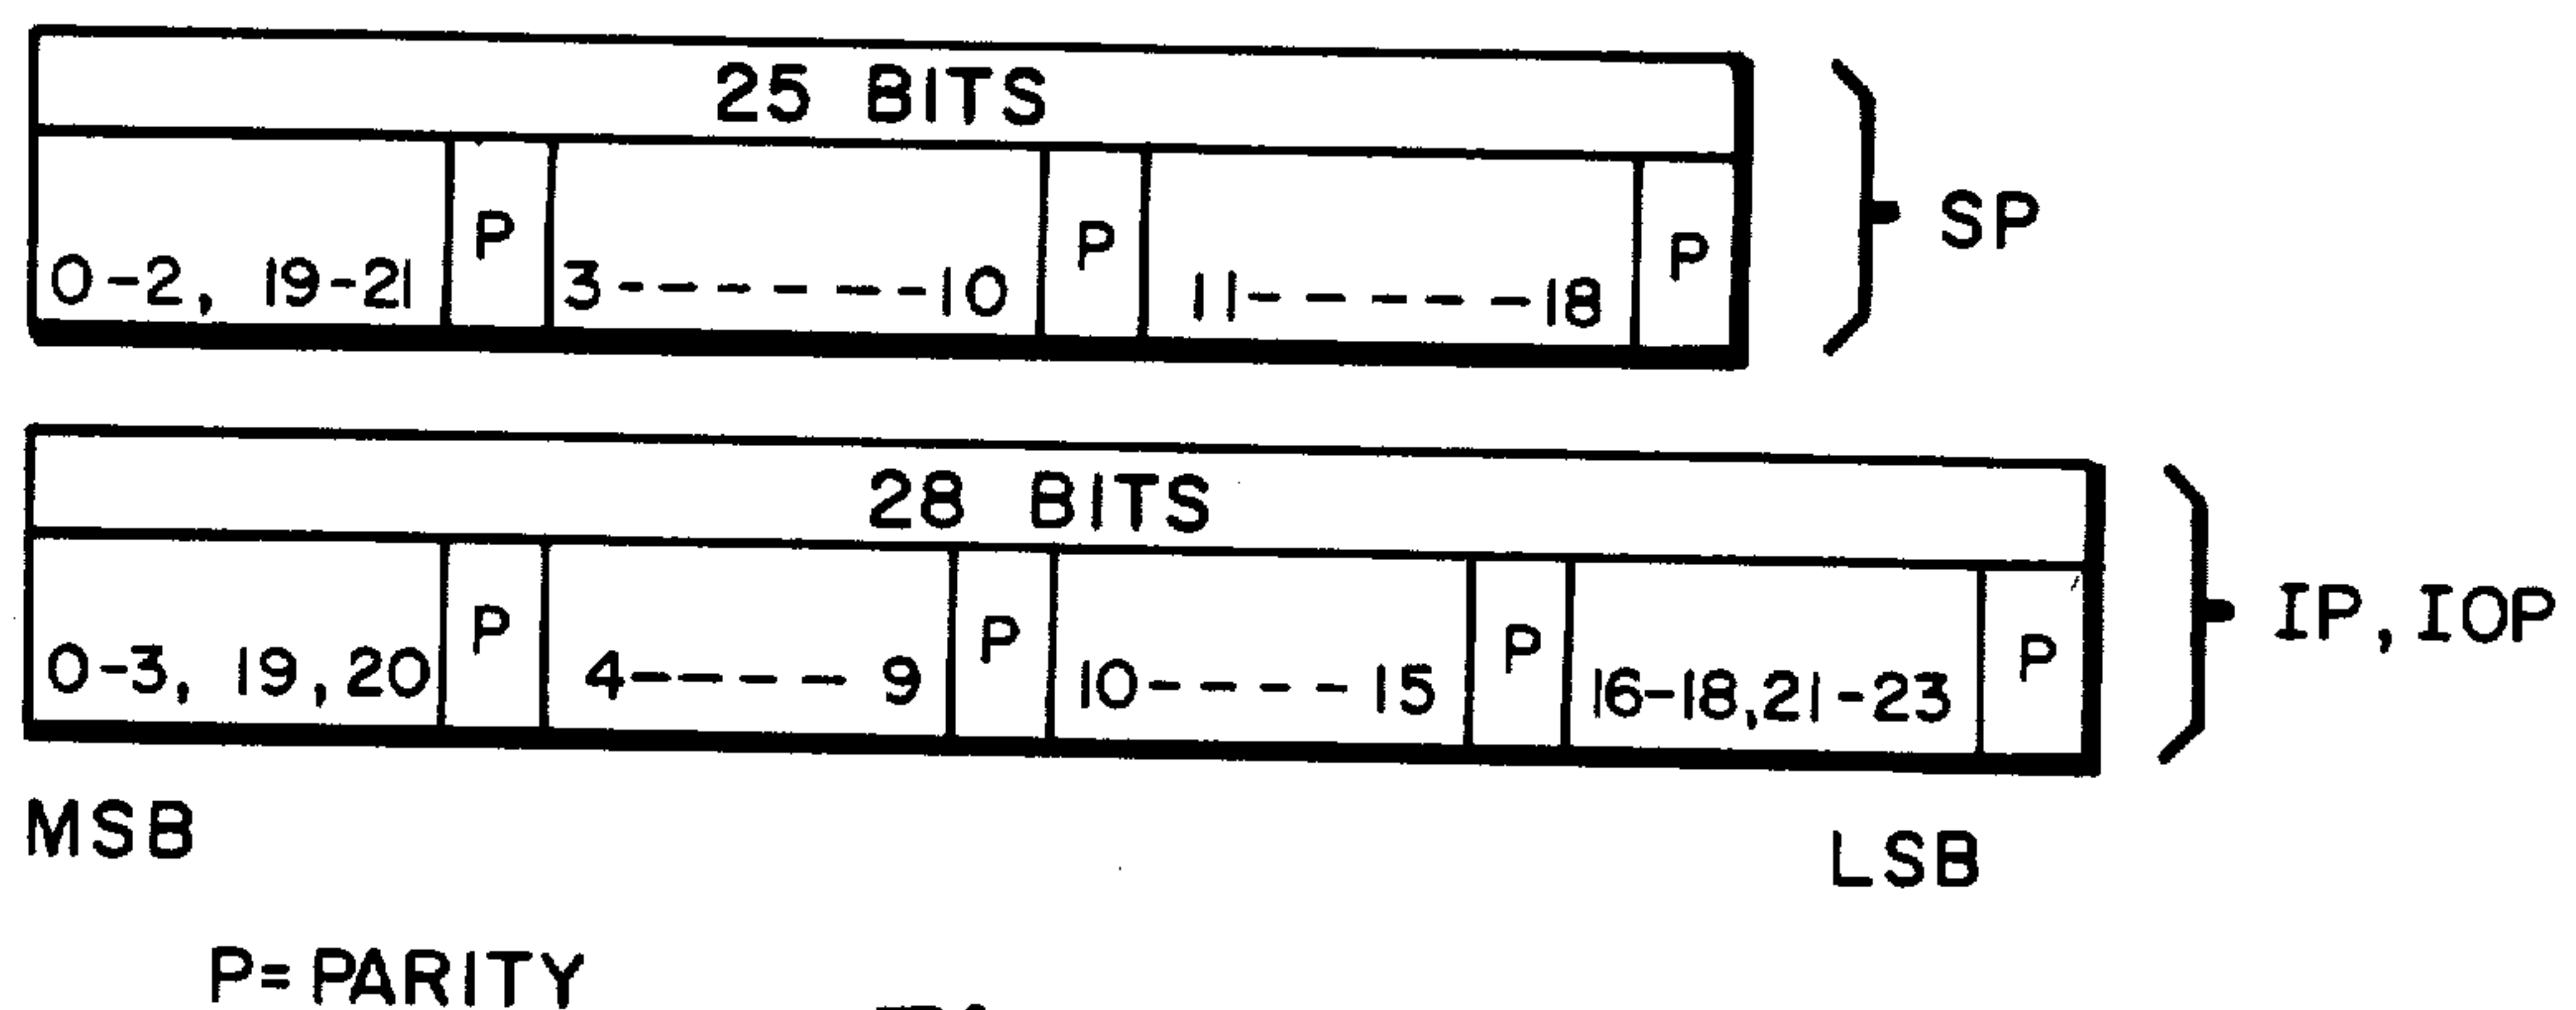 25 BITS
0-2, 19-21 P 3-------10 P 11-----18 P
SP
28 BITS
0-3, 19,20 P 4---- 9 P 10----15 P 16-18,21-23 P
IP, IOP
MSB LSB
P= PARITY